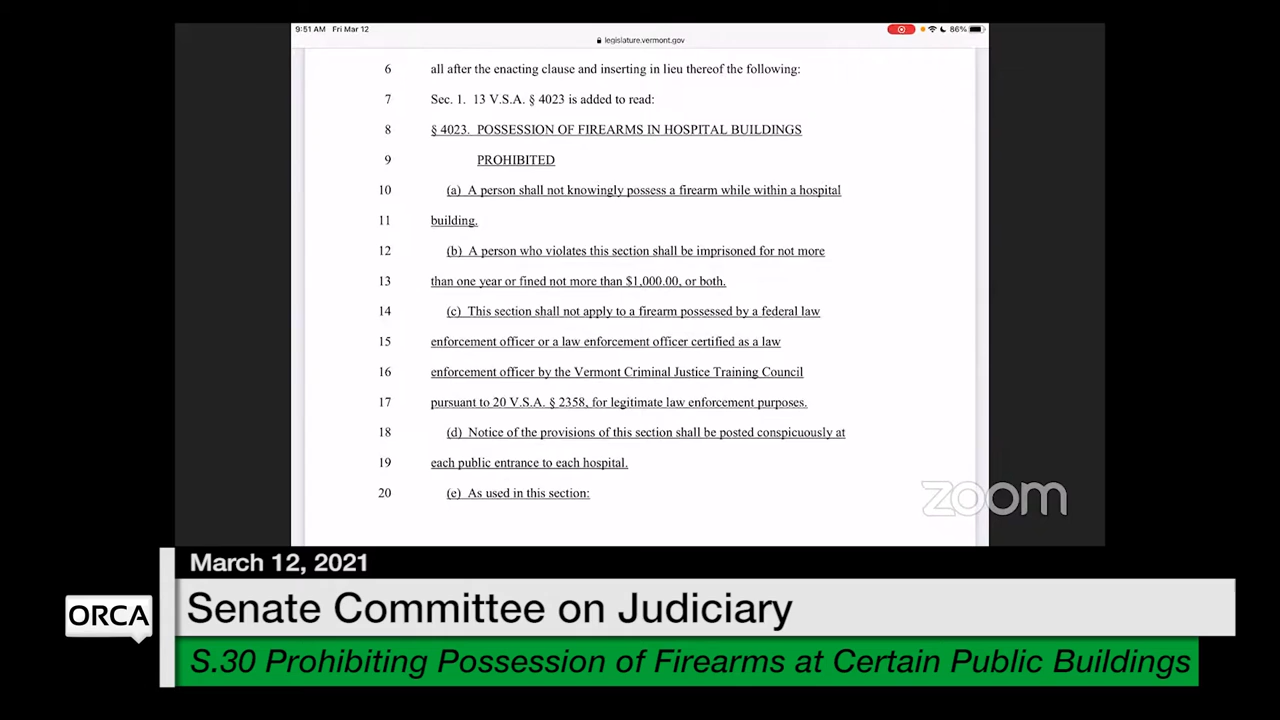 9:51 AM Fri Mar 12
86%
legislature.vermont.gov
6 all after the enacting clause and inserting in lieu thereof the following:
7 Sec. 1. 13 V.S.A. § 4023 is added to read:
8 § 4023. POSSESSION OF FIREARMS IN HOSPITAL BUILDINGS
9 PROHIBITED
10 (a) A person shall not knowingly possess a firearm while within a hospital
11 building.
12 (b) A person who violates this section shall be imprisoned for not more
13 than one year or fined not more than $1,000.00, or both.
14 (c) This section shall not apply to a firearm possessed by a federal law
15 enforcement officer or a law enforcement officer certified as a law
16 enforcement officer by the Vermont Criminal Justice Training Council
17 pursuant to 20 V.S.A. § 2358, for legitimate law enforcement purposes.
18 (d) Notice of the provisions of this section shall be posted conspicuously at
19 each public entrance to each hospital.
20 (e) As used in this section:
zoom
March 12, 2021
ORCA
Senate Committee on Judiciary
S.30 Prohibiting Possession of Firearms at Certain Public Buildings